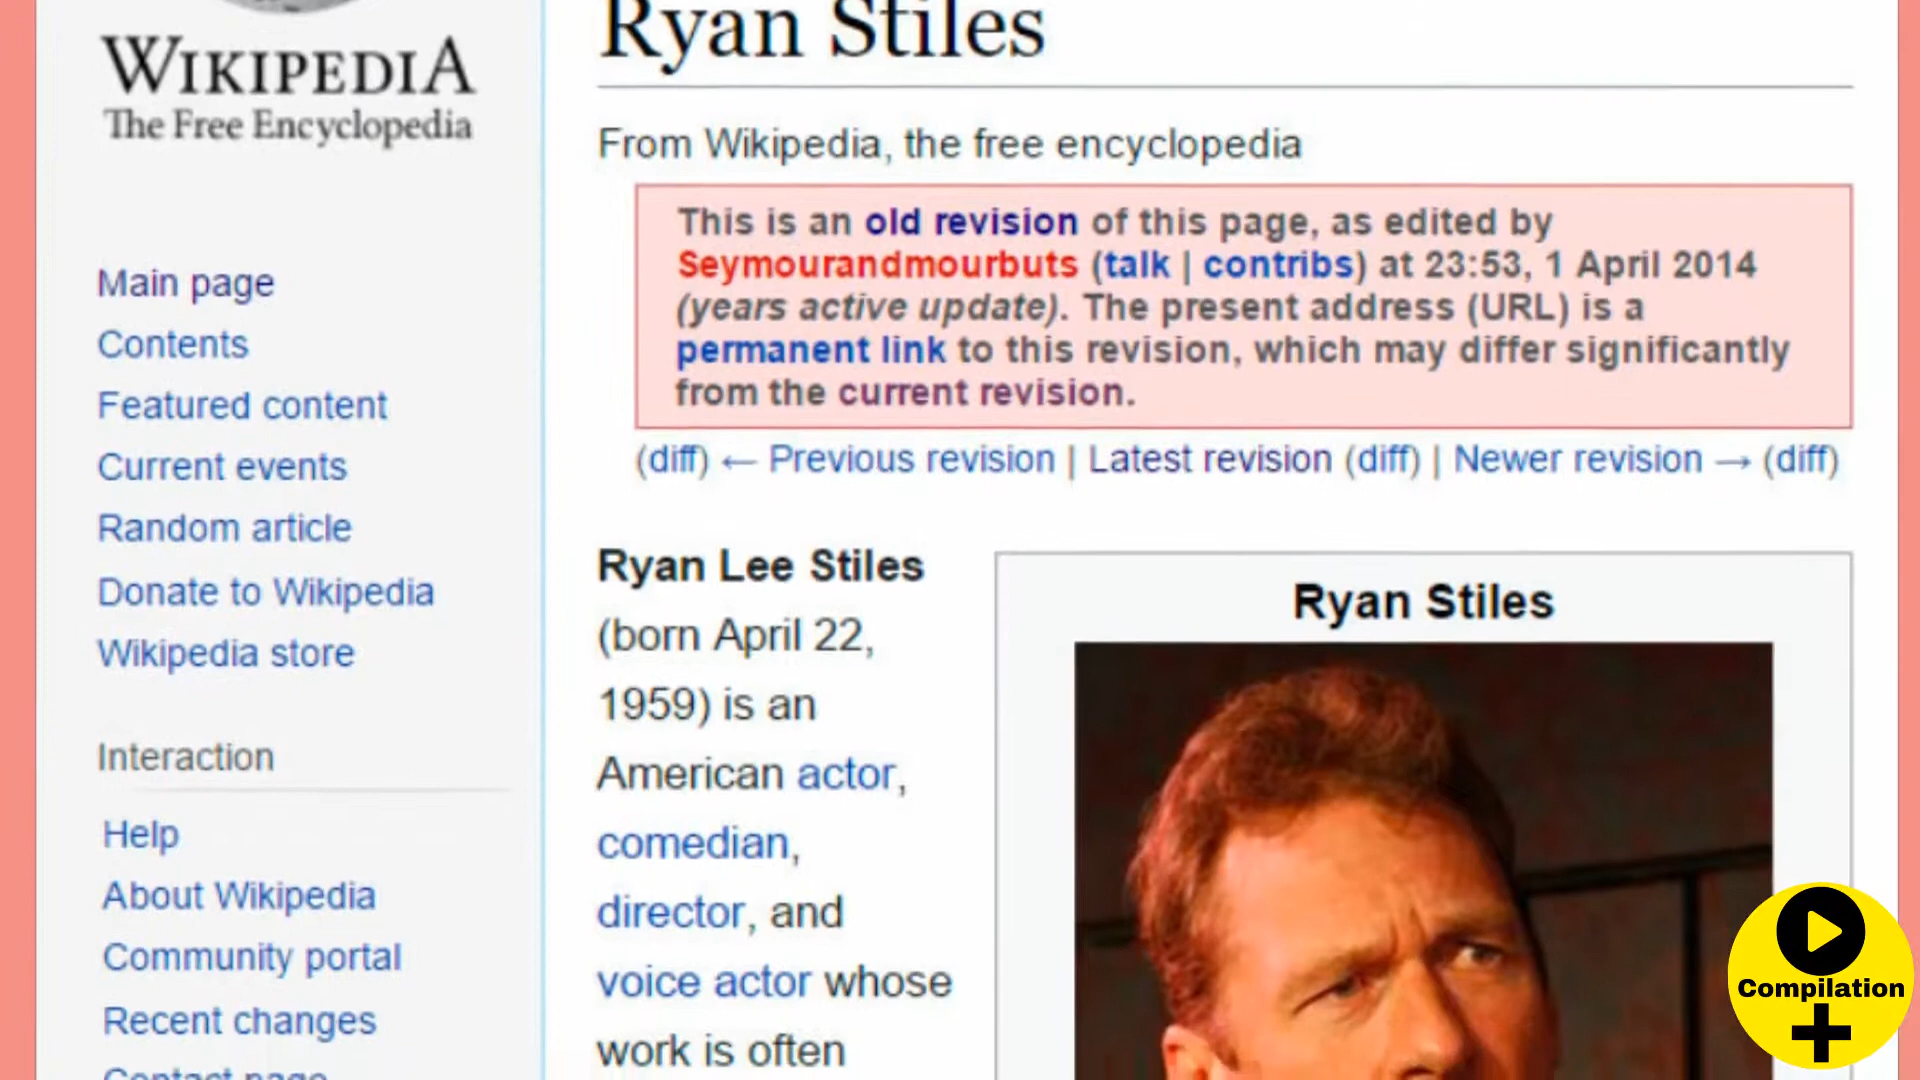 WIKIPEDIA
The Free Encyclopedia
Main page
Contents
Featured content
Current events
Random article
Donate to Wikipedia
Wikipedia store
Interaction
Help
About Wikipedia
Community portal
Recent changes
Contact page
Ryan Stiles
From Wikipedia, the free encyclopedia
This is an old revision of this page, as edited by
Seymourandmourbuts (talk | contribs) at 23:53, 1 April 2014
(years active update). The present address (URL) is a
permanent link to this revision, which may differ significantly
from the current revision.
(diff) ← Previous revision | Latest revision (diff) | Newer revision → (diff)
Ryan Lee Stiles
(born April 22,
1959) is an
American actor,
comedian,
director, and
voice actor whose
work is often
Ryan Stiles
Compilation